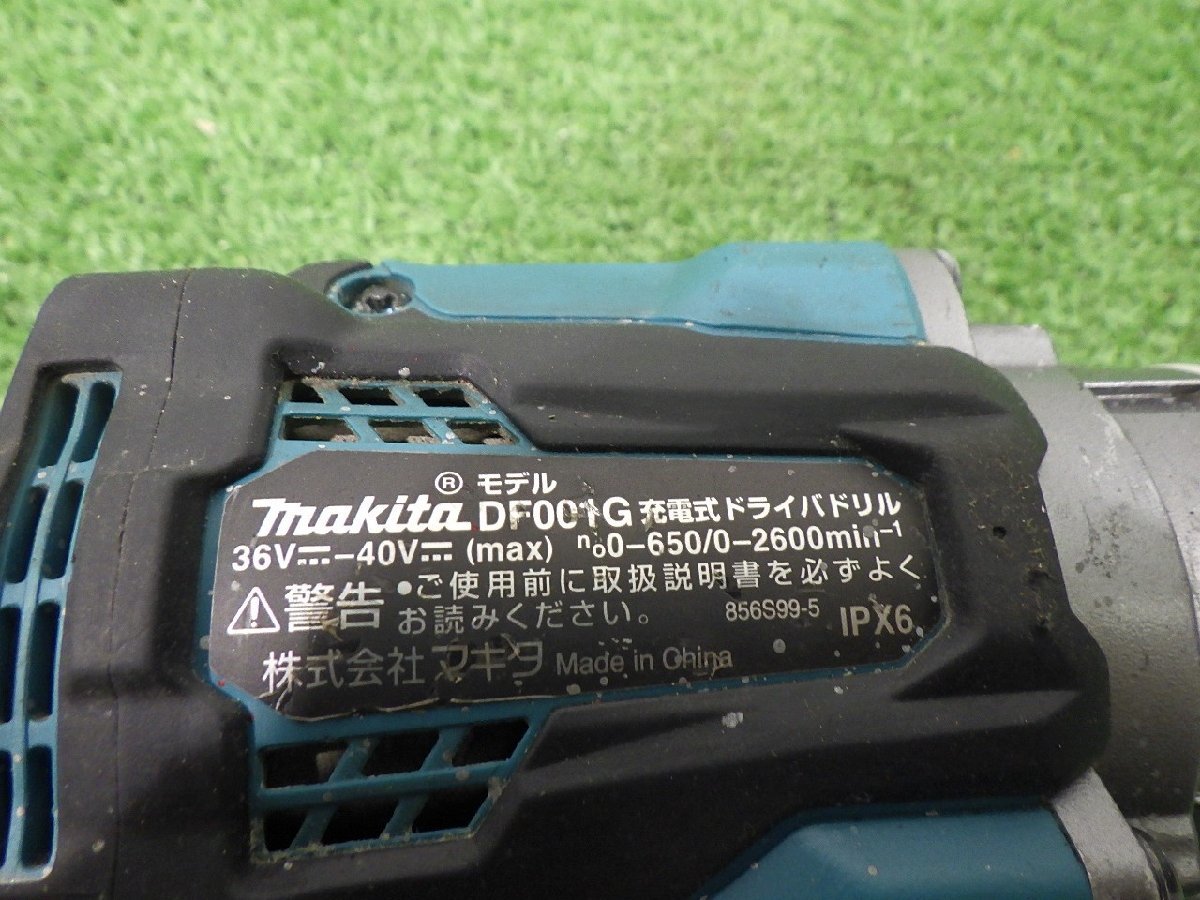 ® モデル
makita DF001G 充電式ドライバドリル
36V⎓-40V⎓ (max) n₀0-650/0-2600min⁻¹
⚠警告 ●ご使用前に取扱説明書を必ずよく
お読みください。 856S99-5 IPX6
株式会社 マキタ Made in China